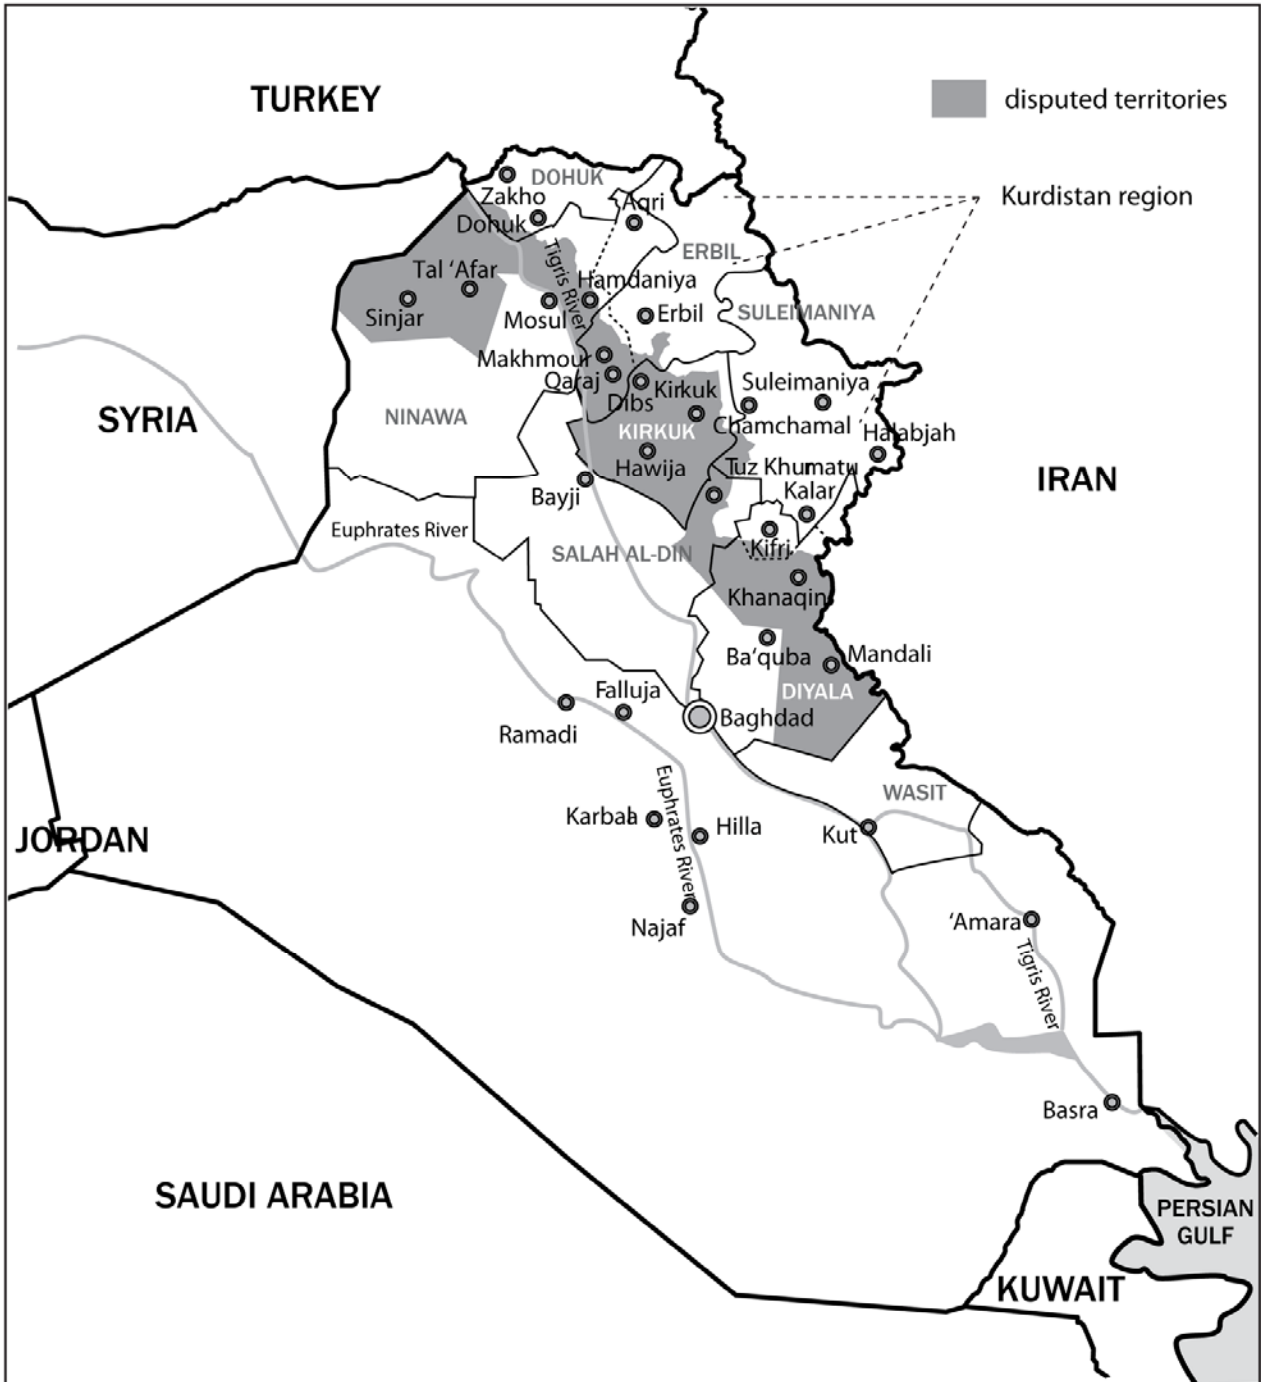 TURKEY
disputed territories
Kurdistan region
DOHUK
Zakho
Aqri
Dohuk
ERBIL
Tigris River
Tal ‘Afar
Hamdaniya
Sinjar
Mosul
Erbil
SULEIMANIYA
Makhmour
Qaraj
Dibs
Kirkuk
Suleimaniya
SYRIA
NINAWA
KIRKUK
Chamchamal
Halabjah
Hawija
Tuz Khumatu
IRAN
Bayji
Kalar
Euphrates River
SALAH AL-DIN
Kifri
Khanaqin
Ba‘quba
Mandali
DIYALA
Falluja
Baghdad
Ramadi
WASIT
Euphrates River
Karbala
Hilla
Kut
JORDAN
Najaf
‘Amara
Tigris River
Basra
SAUDI ARABIA
PERSIAN
GULF
KUWAIT